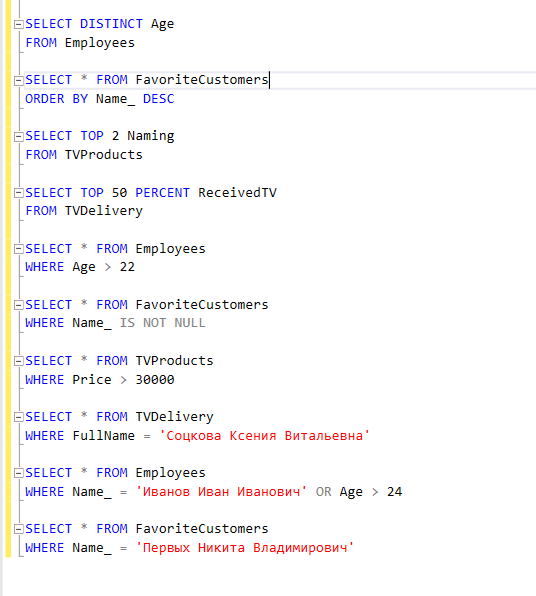 SELECT DISTINCT Age
FROM Employees
SELECT * FROM FavoriteCustomers
ORDER BY Name_ DESC
SELECT TOP 2 Naming
FROM TVProducts
SELECT TOP 50 PERCENT ReceivedTV
FROM TVDelivery
SELECT * FROM Employees
WHERE Age > 22
SELECT * FROM FavoriteCustomers
WHERE Name_ IS NOT NULL
SELECT * FROM TVProducts
WHERE Price > 30000
SELECT * FROM TVDelivery
WHERE FullName = 'Соцкова Ксения Витальевна'
SELECT * FROM Employees
WHERE Name_ = 'Иванов Иван Иванович' OR Age > 24
SELECT * FROM FavoriteCustomers
WHERE Name_ = 'Первых Никита Владимирович'